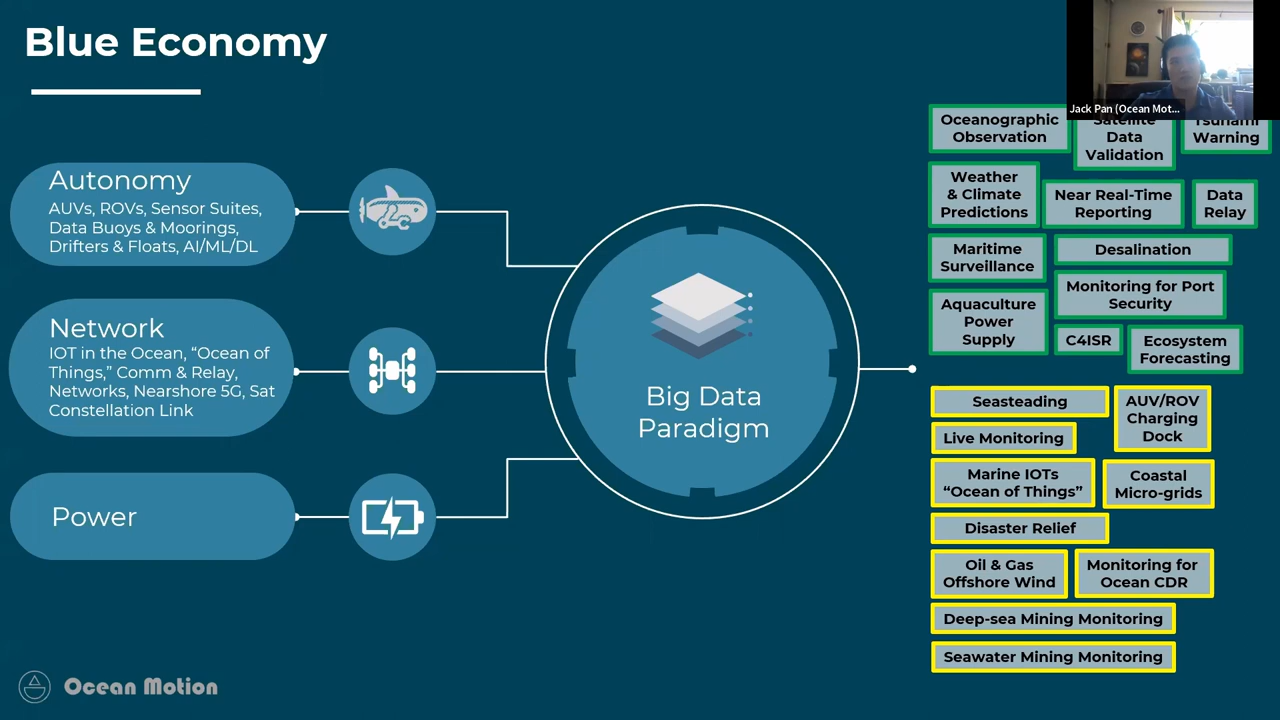 Blue Economy
Jack Pan (Ocean Mot...
Autonomy
AUVs, ROVs, Sensor Suites,
Data Buoys & Moorings,
Drifters & Floats, AI/ML/DL
Network
IOT in the Ocean, “Ocean of
Things,” Comm & Relay,
Networks, Nearshore 5G, Sat
Constellation Link
Power
Big Data
Paradigm
Oceanographic
Observation
Satellite
Data
Validation
Tsunami
Warning
Weather
& Climate
Predictions
Near Real-Time
Reporting
Data
Relay
Maritime
Surveillance
Desalination
Monitoring for Port
Security
Aquaculture
Power
Supply
C4ISR
Ecosystem
Forecasting
Seasteading
AUV/ROV
Charging
Dock
Live Monitoring
Marine IOTs
“Ocean of Things”
Coastal
Micro-grids
Disaster Relief
Oil & Gas
Offshore Wind
Monitoring for
Ocean CDR
Deep-sea Mining Monitoring
Seawater Mining Monitoring
Ocean Motion